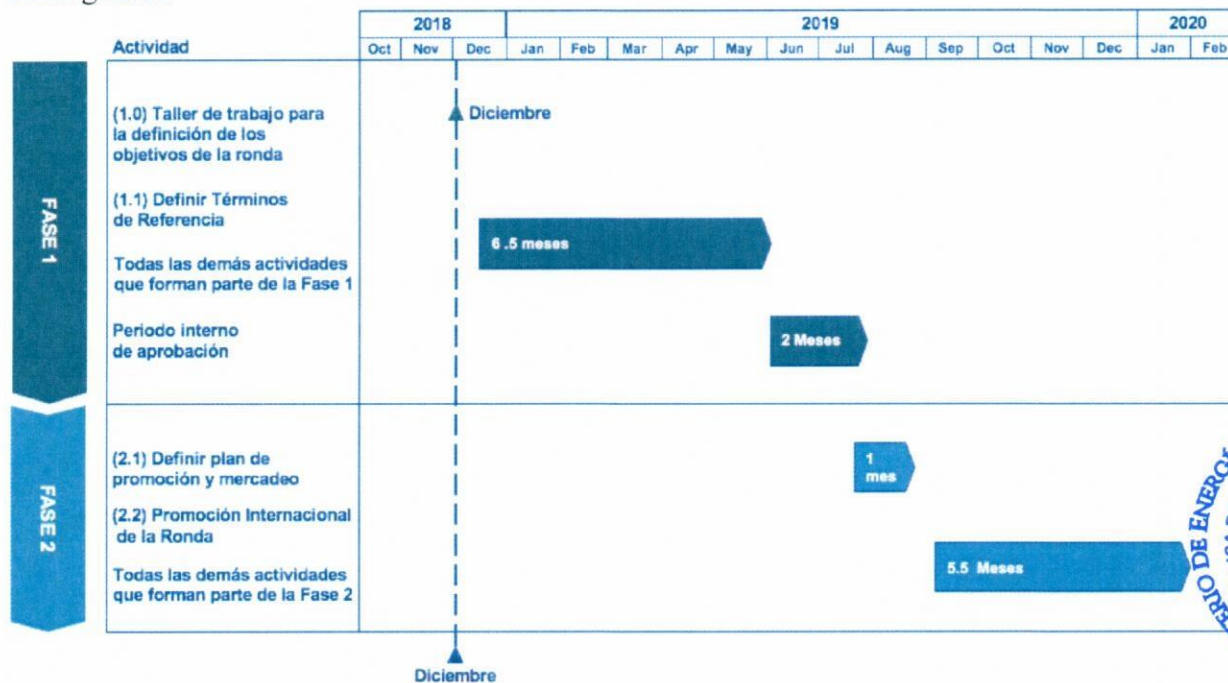 2018
2019
2020
Actividad
Oct
Nov
Dec
Jan
Feb
Mar
Apr
May
Jun
Jul
Aug
Sep
Oct
Nov
Dec
Jan
Feb
FASE 1
(1.0) Taller de trabajo para
la definición de los
objetivos de la ronda
Diciembre
(1.1) Definir Términos
de Referencia
6 .5 meses
Todas las demás actividades
que forman parte de la Fase 1
Periodo interno
de aprobación
2 Meses
FASE 2
(2.1) Definir plan de
promoción y mercadeo
1
mes
(2.2) Promoción Internacional
de la Ronda
5.5 Meses
Todas las demás actividades
que forman parte de la Fase 2
Diciembre
DE